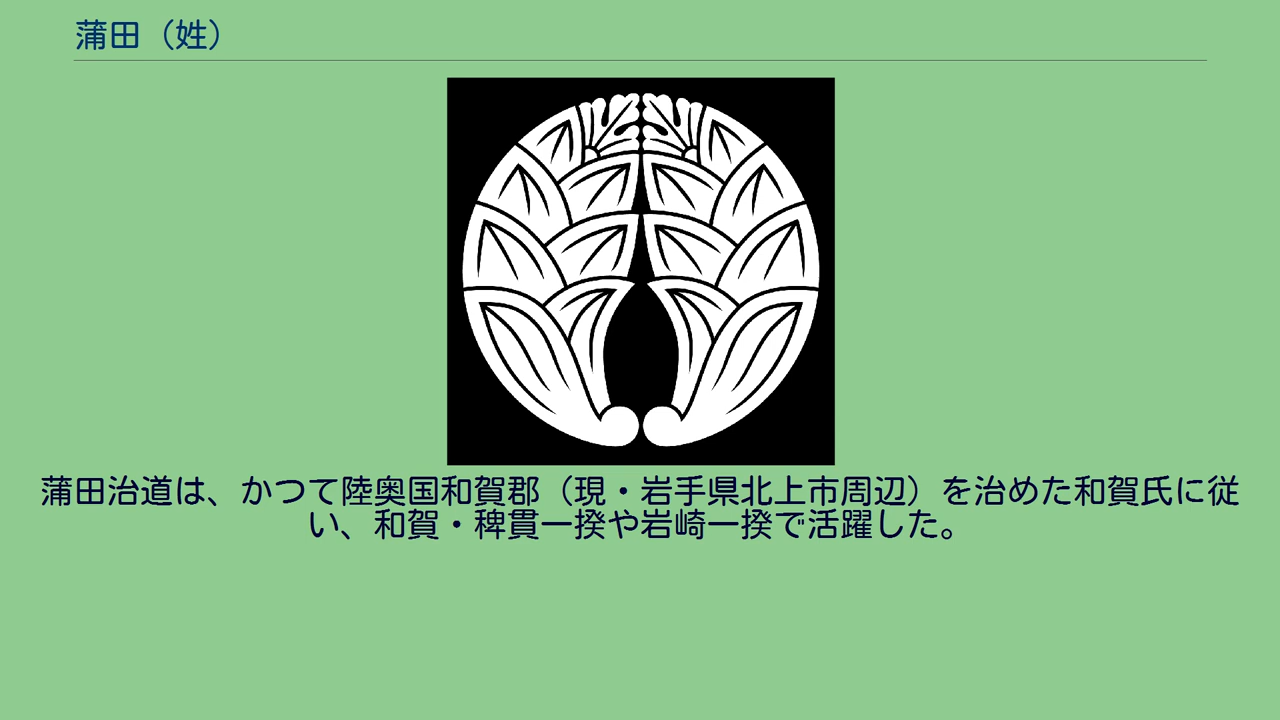 蒲田（姓）
蒲田治道は、かつて陸奥国和賀郡（現・岩手県北上市周辺）を治めた和賀氏に従
い、和賀・稗貫一揆や岩崎一揆で活躍した。